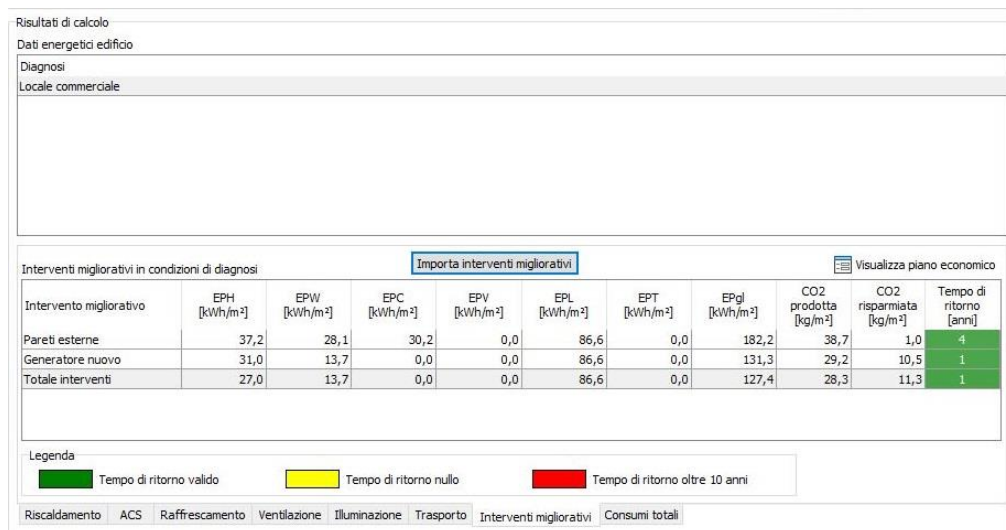 Risultati di calcolo
Dati energetici edificio
Diagnosi
Locale commerciale
Interventi migliorativi in condizioni di diagnosi
Importa interventi migliorativi
Visualizza piano economico
Intervento migliorativo EPH [kWh/m²] EPW [kWh/m²] EPC [kWh/m²] EPV [kWh/m²] EPL [kWh/m²] EPT [kWh/m²] EPgl [kWh/m²] CO2 prodotta [kg/m²] CO2 risparmiata [kg/m²] Tempo di ritorno [anni]
Pareti esterne 37,2 28,1 30,2 0,0 86,6 0,0 182,2 38,7 1,0 4
Generatore nuovo 31,0 13,7 0,0 0,0 86,6 0,0 131,3 29,2 10,5 1
Totale interventi 27,0 13,7 0,0 0,0 86,6 0,0 127,4 28,3 11,3 1
Legenda
Tempo di ritorno valido Tempo di ritorno nullo Tempo di ritorno oltre 10 anni
Riscaldamento ACS Raffrescamento Ventilazione Illuminazione Trasporto Interventi migliorativi Consumi totali